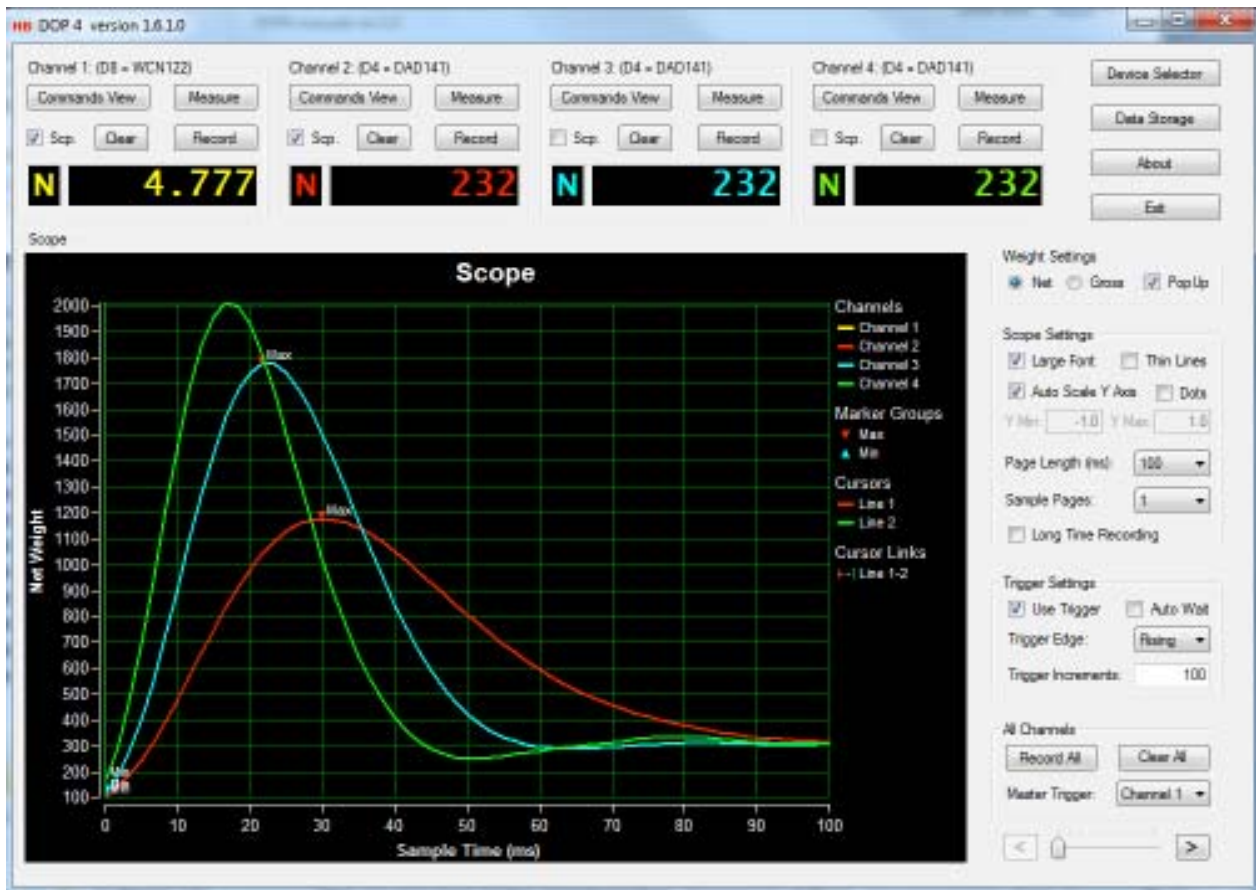 HB DOP 4 version 1.6.1.0
Channel 1: (D8 = WCN122)
Commands View Measure
Scp. Clear Record
N 4.777
Channel 2: (D4 = DAD141)
Commands View Measure
Scp. Clear Record
N 232
Channel 3: (D4 = DAD141)
Commands View Measure
Scp. Clear Record
N 232
Channel 4: (D4 = DAD141)
Commands View Measure
Scp. Clear Record
N 232
Device Selector
Data Storage
About
Exit
Scope
Scope
2000
1900
1800
1700
1600
1500
1400
1300
1200
1100
1000
900
800
700
600
500
400
300
200
100
Net Weight
Max
Max
Min
0 10 20 30 40 50 60 70 80 90 100
Sample Time (ms)
Channels
Channel 1
Channel 2
Channel 3
Channel 4
Marker Groups
Max
Min
Cursors
Line 1
Line 2
Cursor Links
Line 1-2
Weight Settings
Net Gross PopUp
Scope Settings
Large Font Thin Lines
Auto Scale Y Axis Dots
Y Min: -1.0 Y Max: 1.0
Page Length (ms): 100
Sample Pages: 1
Long Time Recording
Trigger Settings
Use Trigger Auto Wait
Trigger Edge: Rising
Trigger Increments: 100
All Channels
Record All Clear All
Master Trigger: Channel 1
< >